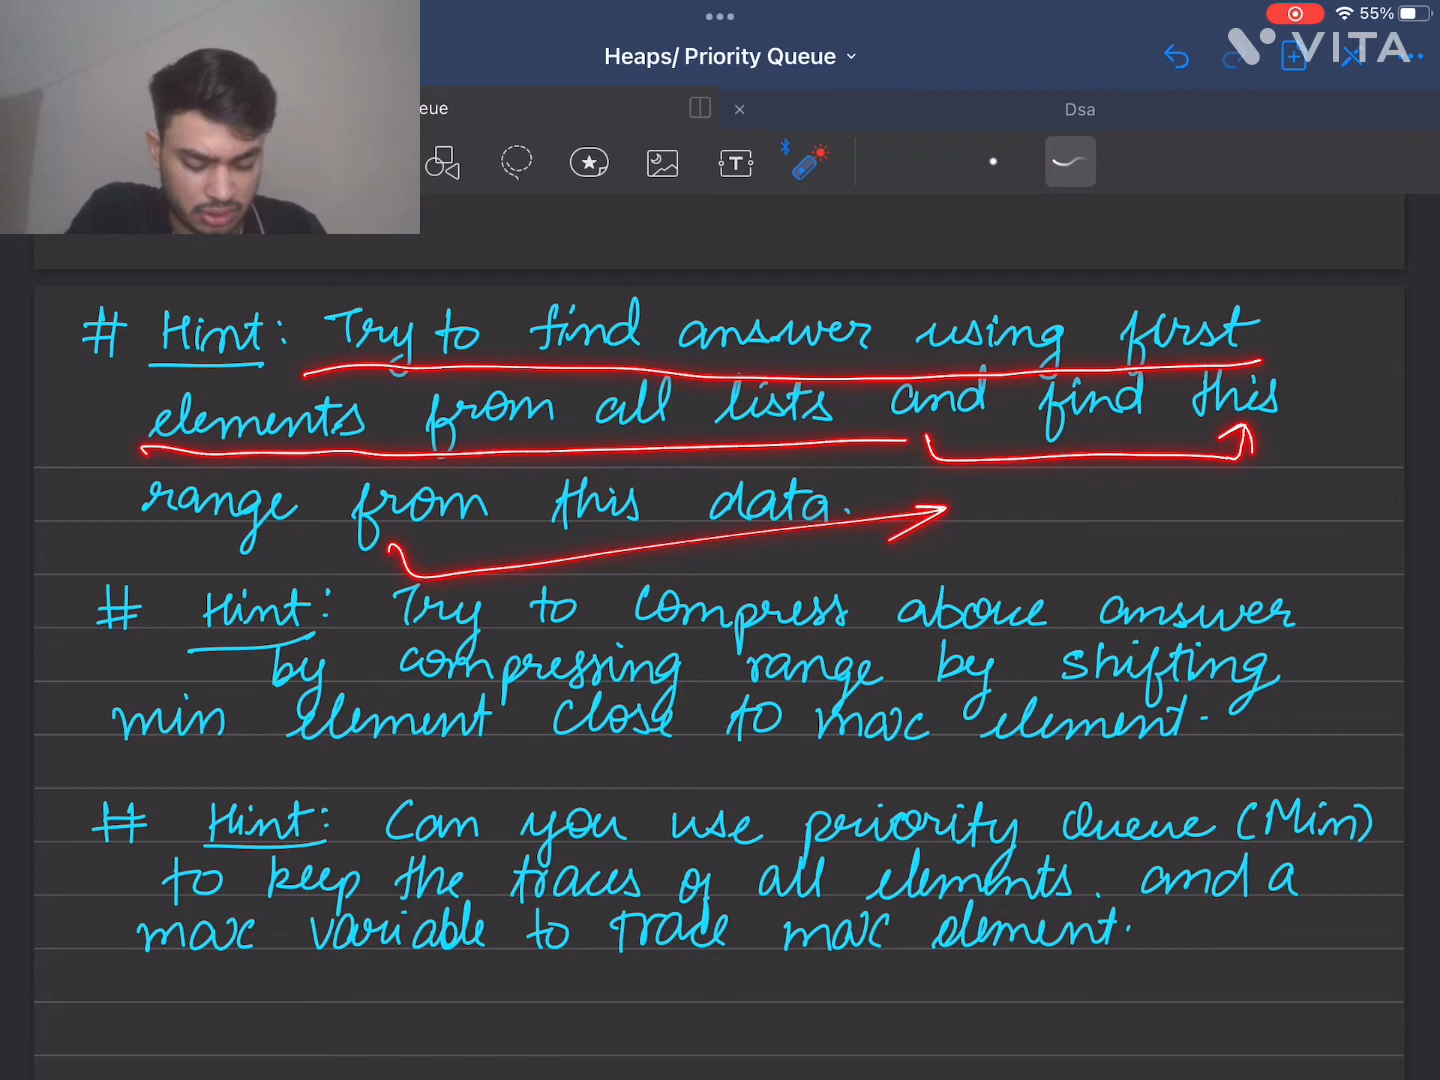 55%
VITA
Heaps/ Priority Queue
eue
Dsa
T
# Hint: Try to find answer using first
elements from all lists and find this
range from this data.
# Hint: Try to compress above answer
by compressing range by shifting
min element close to max element.
# Hint: Can you use priority Queue (Min)
to keep the traces of all elements. and a
max variable to trace max element.